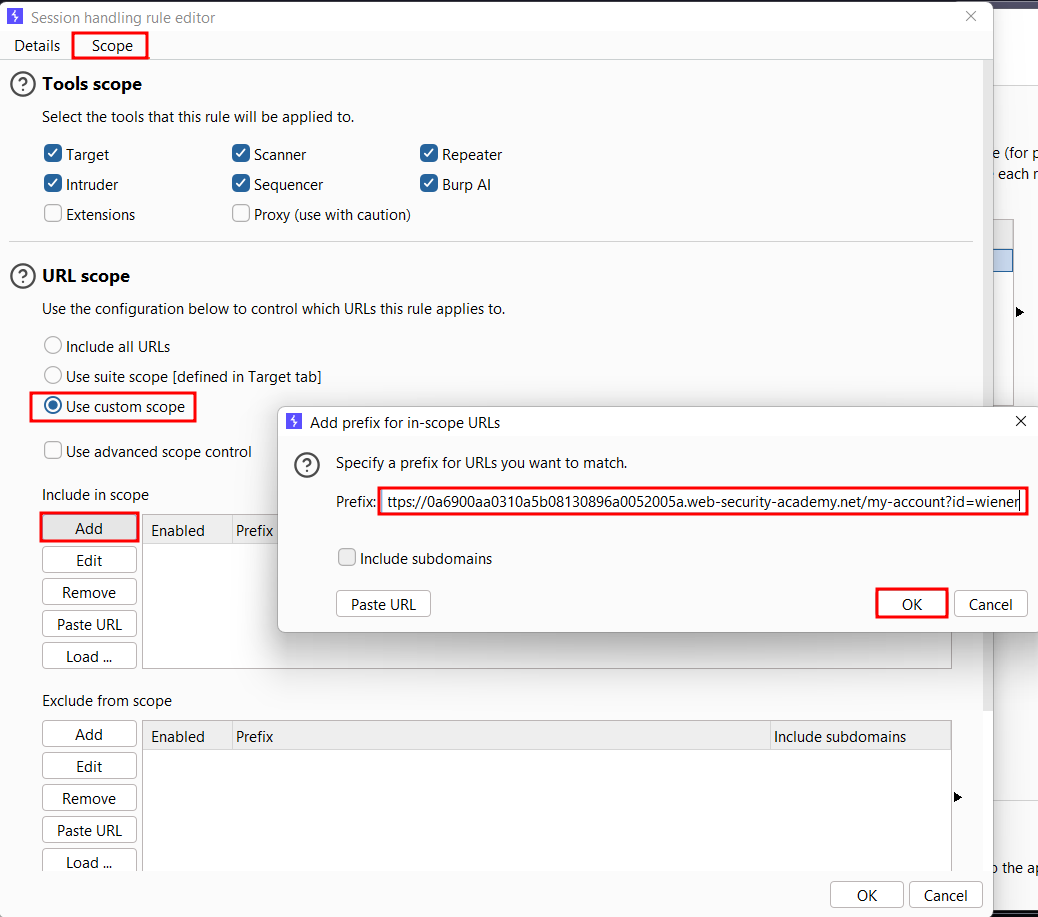 Session handling rule editor
Details Scope
Tools scope
Select the tools that this rule will be applied to.
Target Scanner Repeater
Intruder Sequencer Burp AI
Extensions Proxy (use with caution)
URL scope
Use the configuration below to control which URLs this rule applies to.
Include all URLs
Use suite scope [defined in Target tab]
Use custom scope
Use advanced scope control
Include in scope
Add
Edit
Remove
Paste URL
Load ...
Enabled Prefix
Add prefix for in-scope URLs
Specify a prefix for URLs you want to match.
Prefix: ttps://0a6900aa0310a5b08130896a0052005a.web-security-academy.net/my-account?id=wiener
Include subdomains
Paste URL OK Cancel
Exclude from scope
Add
Edit
Remove
Paste URL
Load ...
Enabled Prefix Include subdomains
OK Cancel
e (for p
each r
o the ap